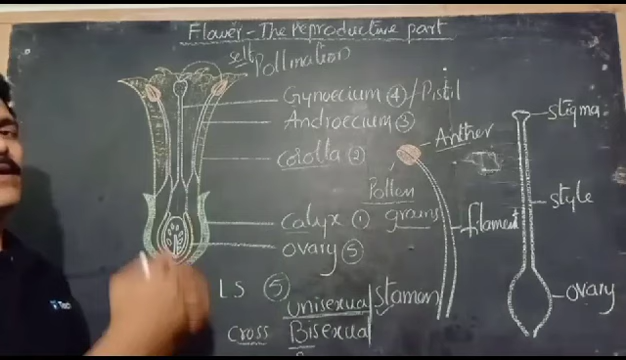 Flower - The reproductive part
self Pollination
Gynoecium ④/Pistil
Androecium ③
corolla ②
Calyx ①
ovary ⑤
LS ⑤
unisexual
cross Bisexual
Anther
Pollen
grains
filament
stamen
stigma
style
ovary